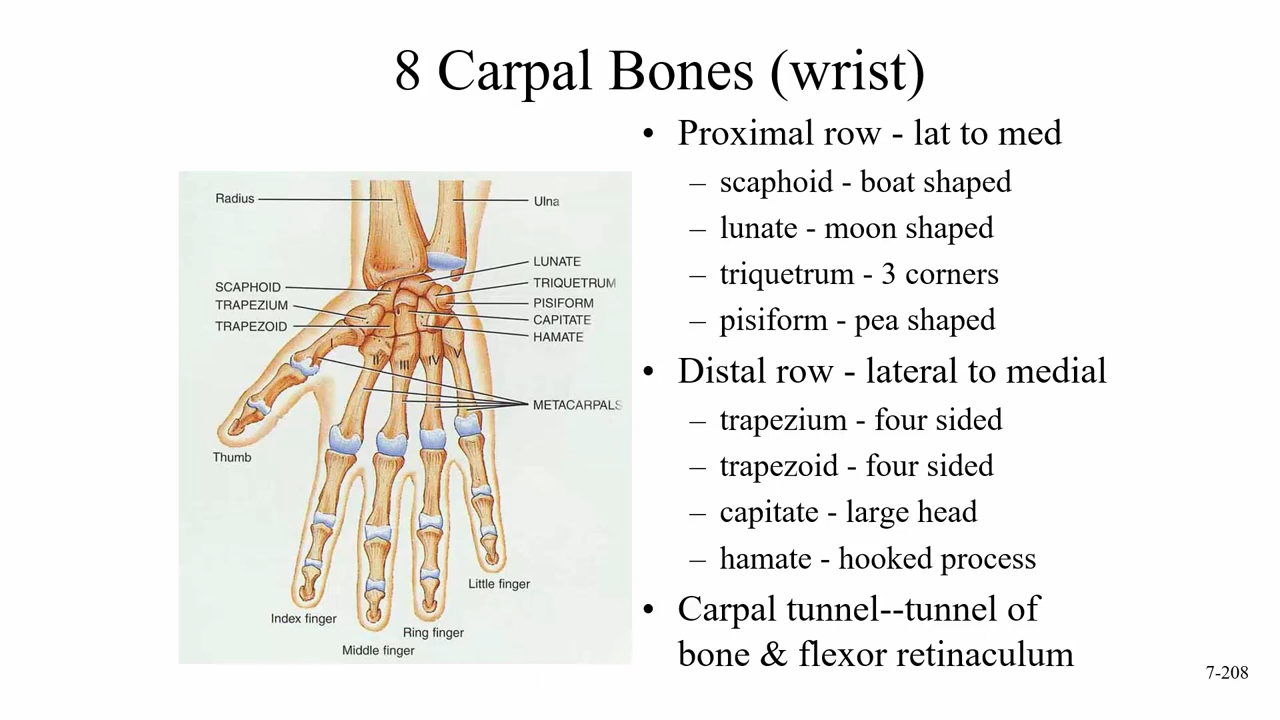 8 Carpal Bones (wrist)
• Proximal row - lat to med
– scaphoid - boat shaped
– lunate - moon shaped
– triquetrum - 3 corners
– pisiform - pea shaped
• Distal row - lateral to medial
– trapezium - four sided
– trapezoid - four sided
– capitate - large head
– hamate - hooked process
• Carpal tunnel--tunnel of
bone & flexor retinaculum
Radius
Ulna
LUNATE
TRIQUETRUM
PISIFORM
CAPITATE
HAMATE
SCAPHOID
TRAPEZIUM
TRAPEZOID
I
II
III
IV
V
METACARPALS
Thumb
Index finger
Middle finger
Ring finger
Little finger
7-208